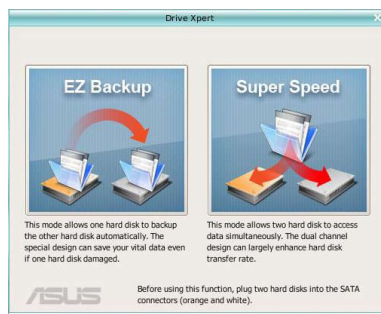 Drive Xpert
EZ Backup
Super Speed
This mode allows one hard disk to backup
the other hard disk automatically. The
special design can save your vital data even
if one hard disk damaged.
This mode allows two hard disk to access
data simultaneously. The dual channel
design can largely enhance hard disk
transfer rate.
ASUS
Before using this function, plug two hard disks into the SATA
connectors (orange and white).